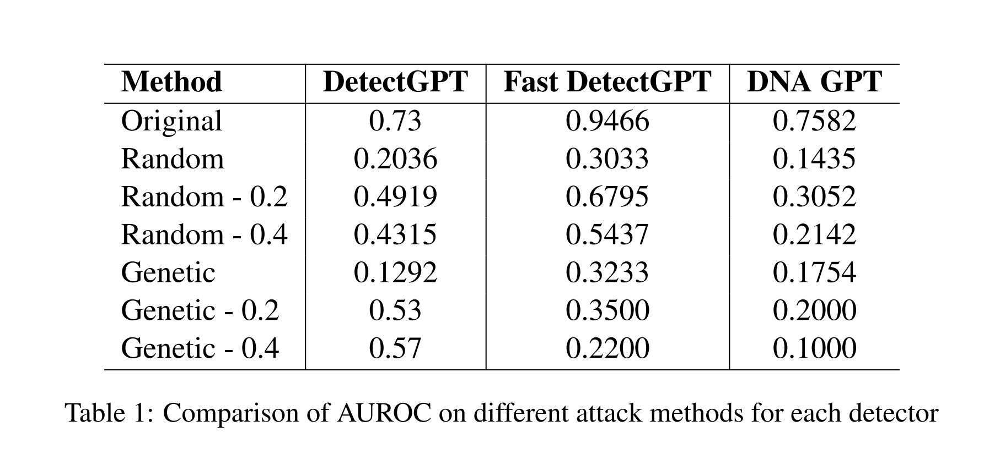 Method DetectGPT Fast DetectGPT DNA GPT
Original 0.73 0.9466 0.7582
Random 0.2036 0.3033 0.1435
Random - 0.2 0.4919 0.6795 0.3052
Random - 0.4 0.4315 0.5437 0.2142
Genetic 0.1292 0.3233 0.1754
Genetic - 0.2 0.53 0.3500 0.2000
Genetic - 0.4 0.57 0.2200 0.1000
Table 1: Comparison of AUROC on different attack methods for each detector